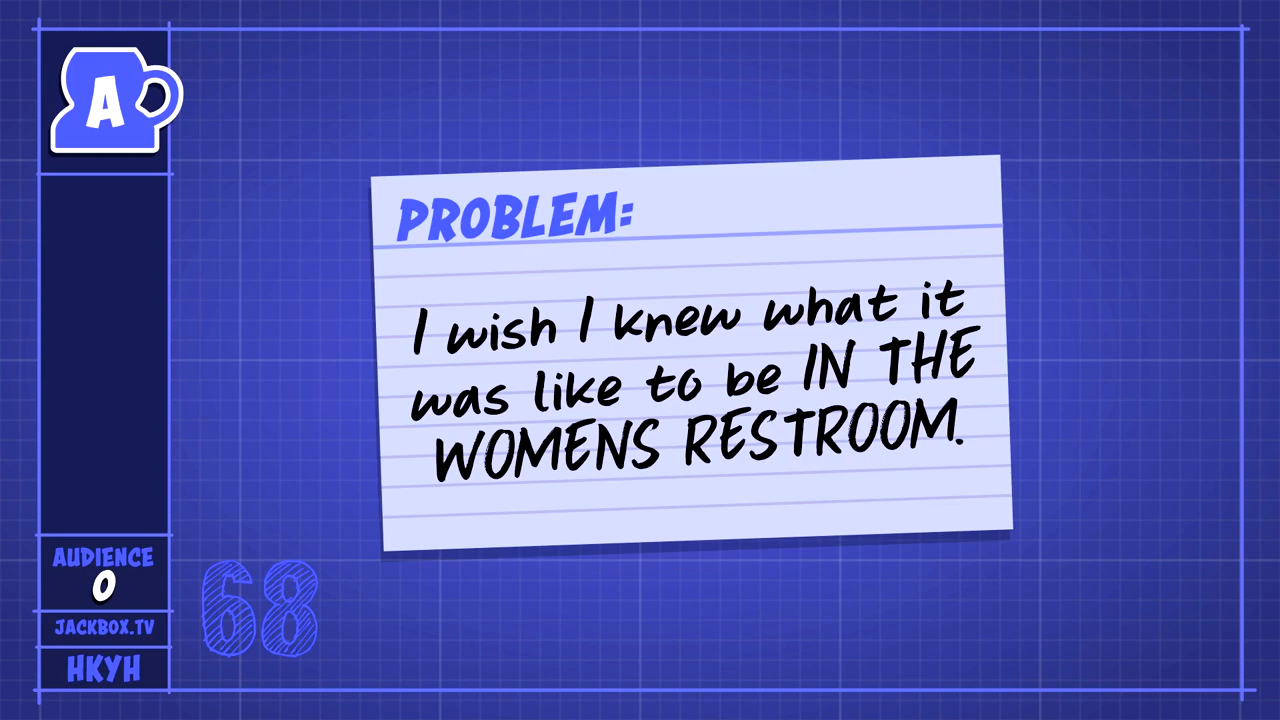 A
PROBLEM:
I wish I knew what it
was like to be IN THE
WOMENS RESTROOM.
AUDIENCE
0
JACKBOX.TV
HKYH
68